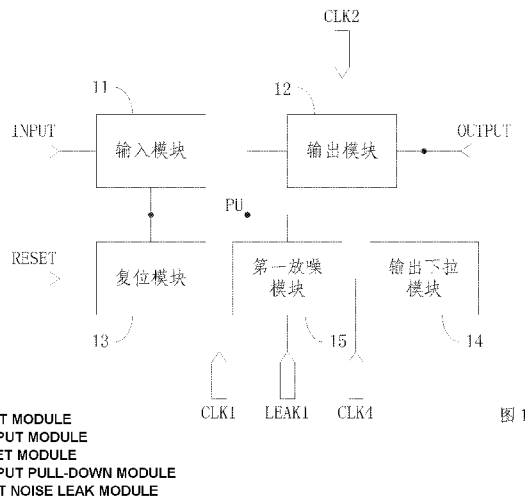 CLK2
11
12
INPUT
输入模块
输出模块
OUTPUT
PU
RESET
复位模块
第一放噪
模块
输出下拉
模块
13
15
14
CLK1
LEAK1
CLK4
图 1
T MODULE
PUT MODULE
ET MODULE
PUT PULL-DOWN MODULE
T NOISE LEAK MODULE